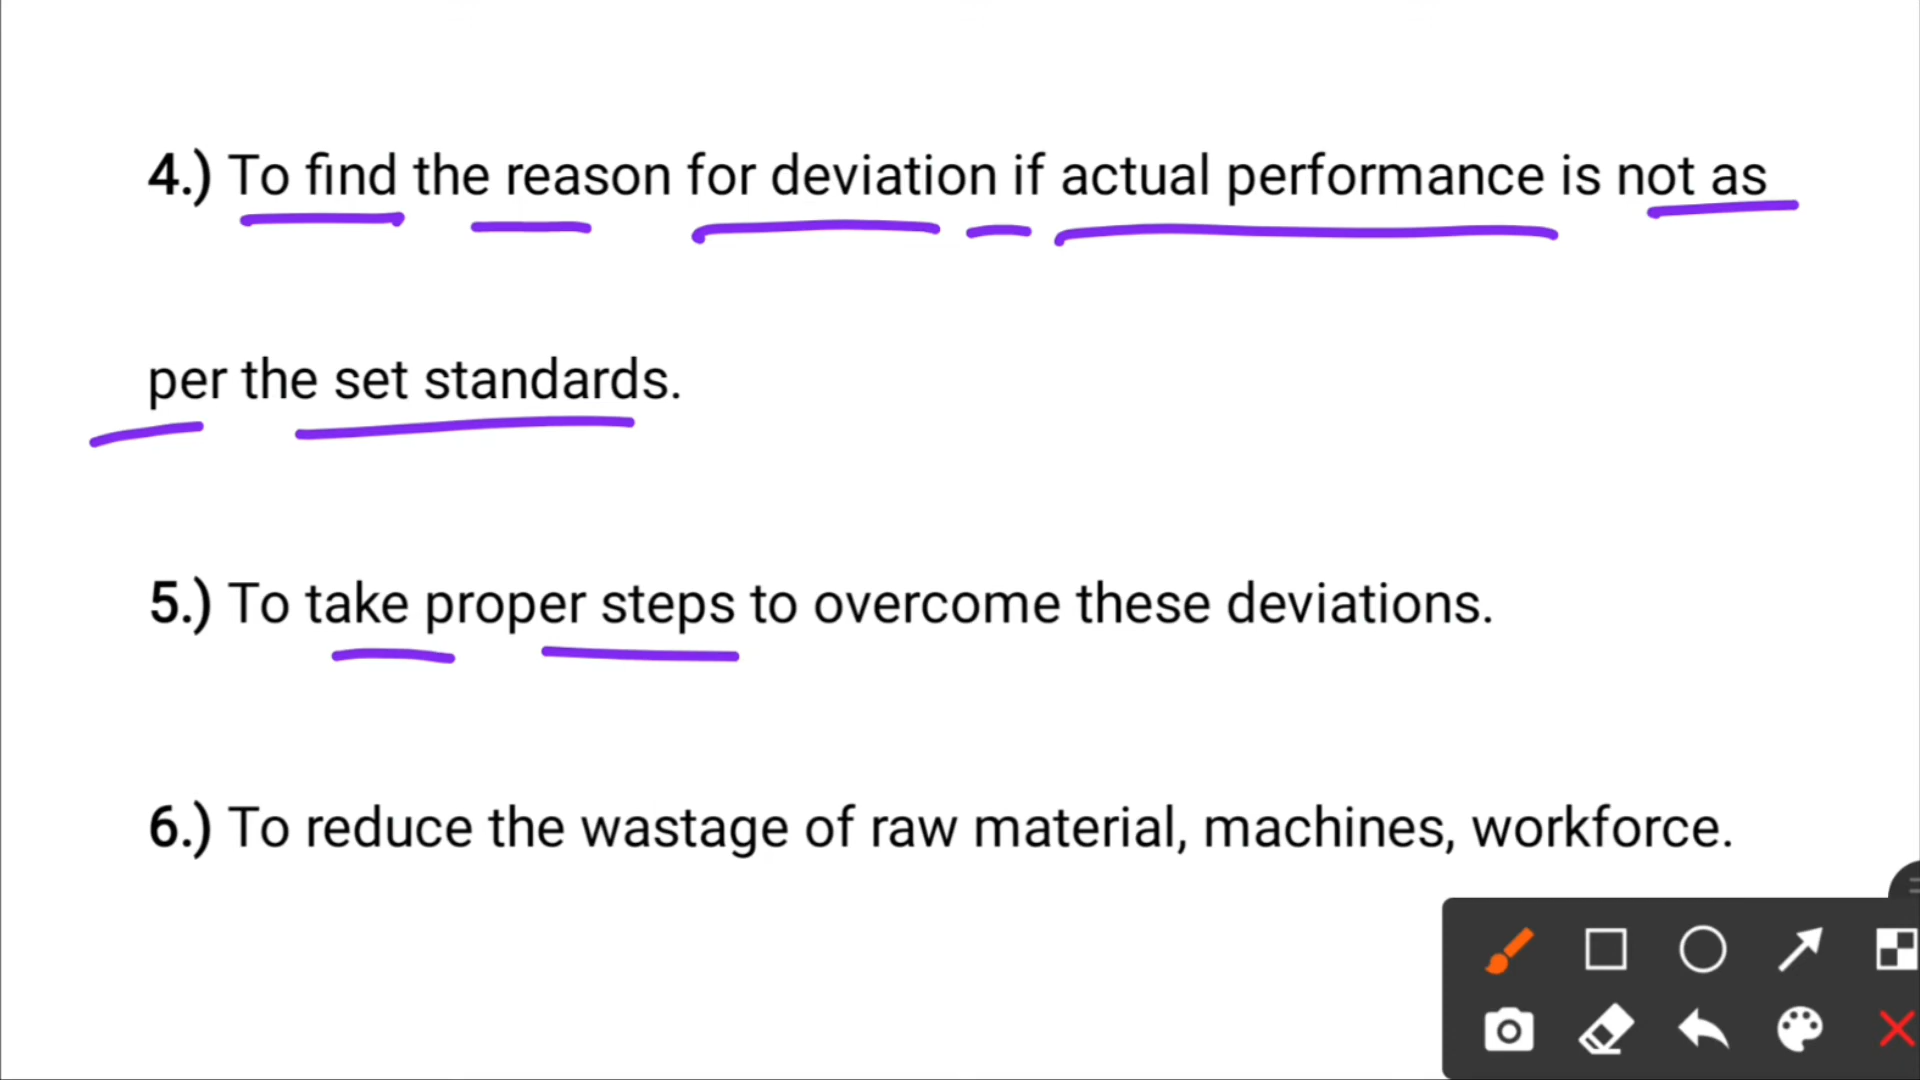 4.) To find the reason for deviation if actual performance is not as
per the set standards.
5.) To take proper steps to overcome these deviations.
6.) To reduce the wastage of raw material, machines, workforce.